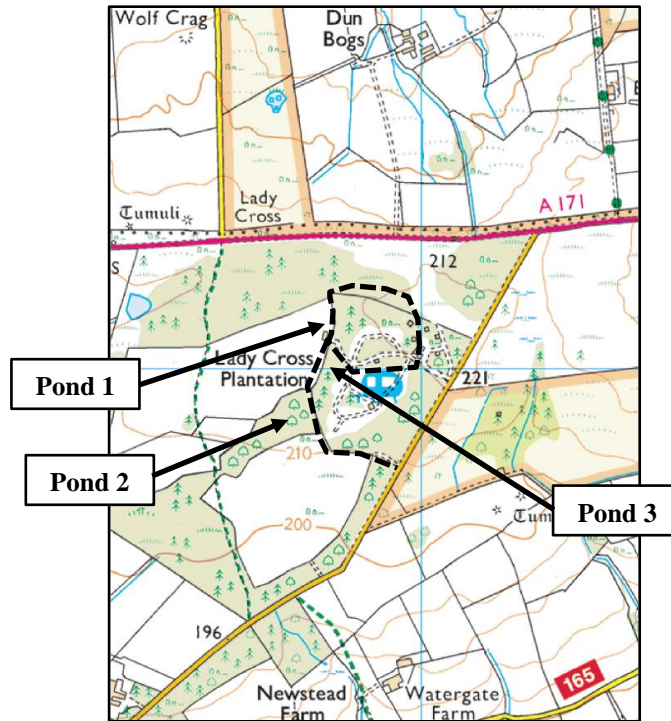 Wolf Crag
Dun
Bogs
Lady
Cross
Tumuli
A 171
S
212
Pond 1
Lady Cross
Plantation
221
Pond 2
210
Pond 3
Tum
200
196
165
Newstead
Farm
Watergate
Farm